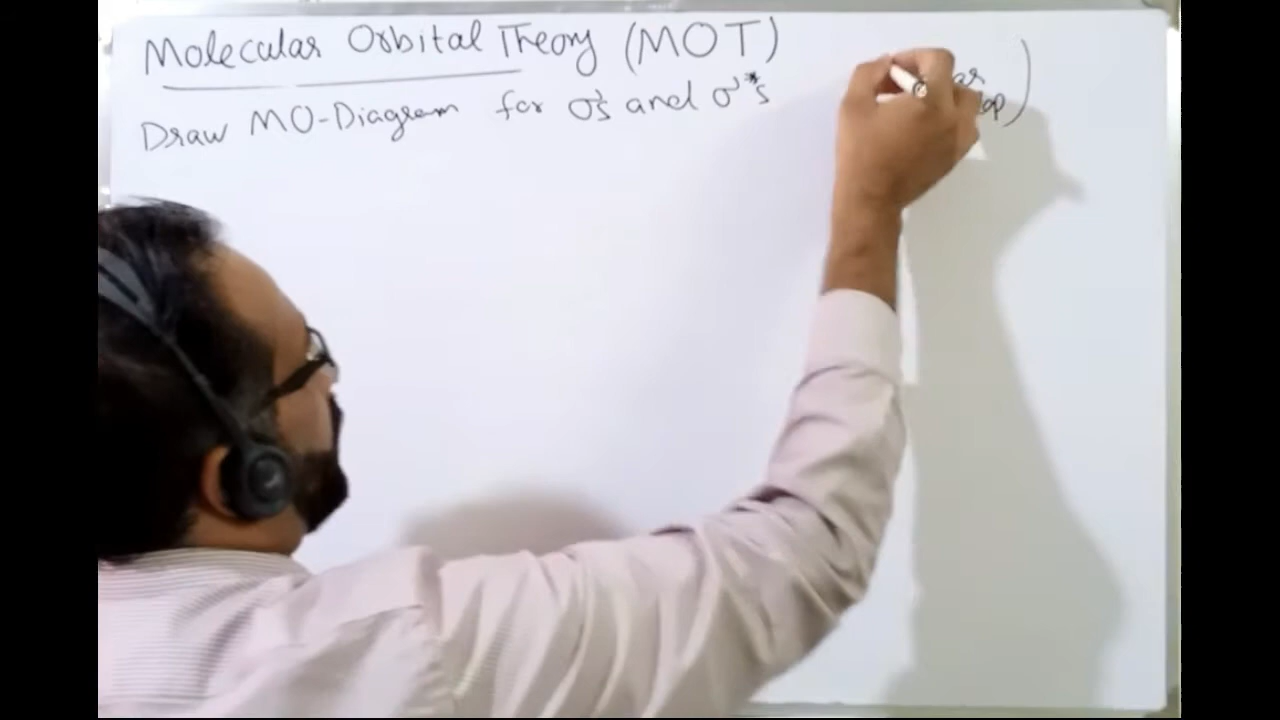 Molecular Orbital Theory (MOT)
Draw MO-Diagram for σs and σ*s